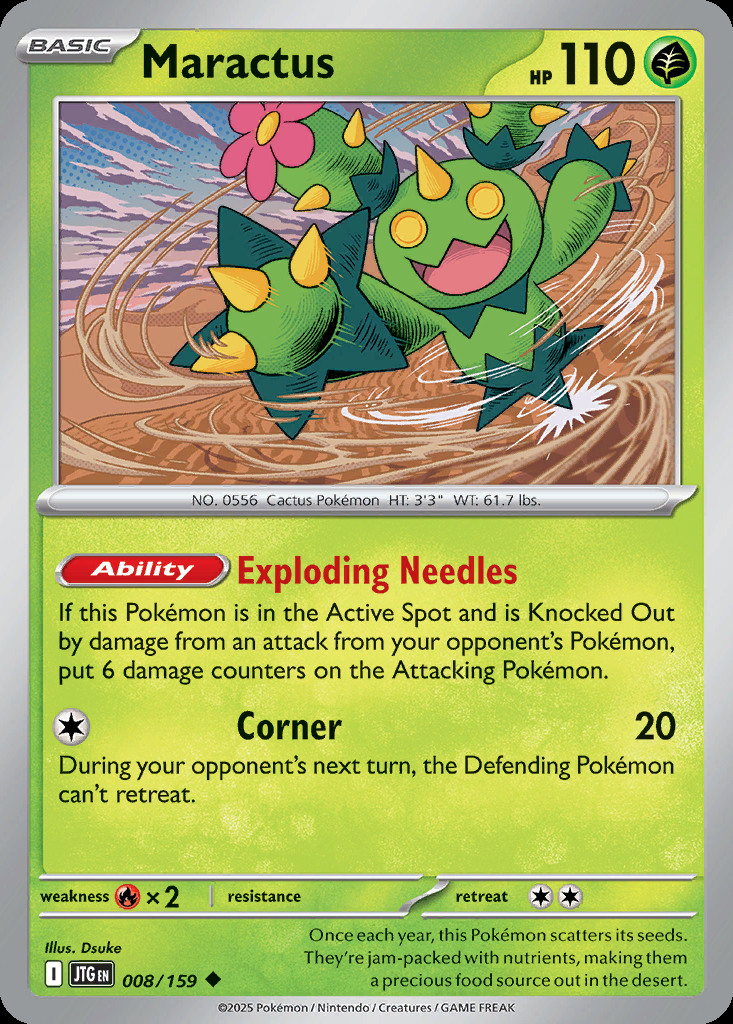 BASIC
Maractus
HP 110
NO. 0556 Cactus Pokémon HT: 3'3" WT: 61.7 lbs.
Ability Exploding Needles
If this Pokémon is in the Active Spot and is Knocked Out
by damage from an attack from your opponent's Pokémon,
put 6 damage counters on the Attacking Pokémon.
Corner 20
During your opponent's next turn, the Defending Pokémon
can't retreat.
weakness ×2 resistance retreat
Illus. Dsuke
I JTG EN 008/159
Once each year, this Pokémon scatters its seeds.
They're jam-packed with nutrients, making them
a precious food source out in the desert.
©2025 Pokémon / Nintendo / Creatures / GAME FREAK